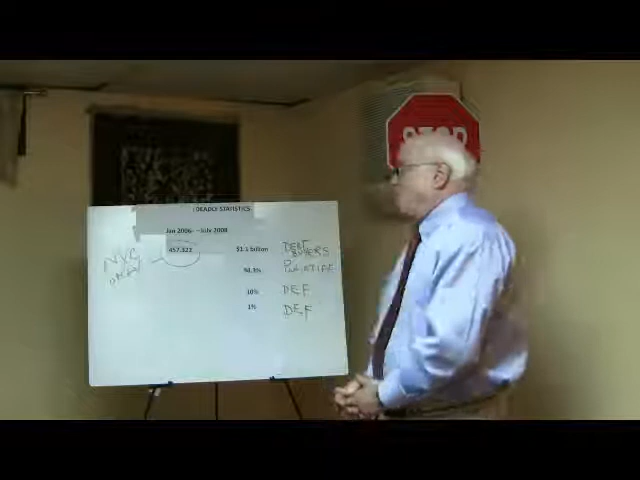 STOP
DEADLY STATISTICS
Jan 2006- –July 2008
457,322 $1.1 billion DEBT BUYERS
NYC
94.3%
10% DEF
1% DEF